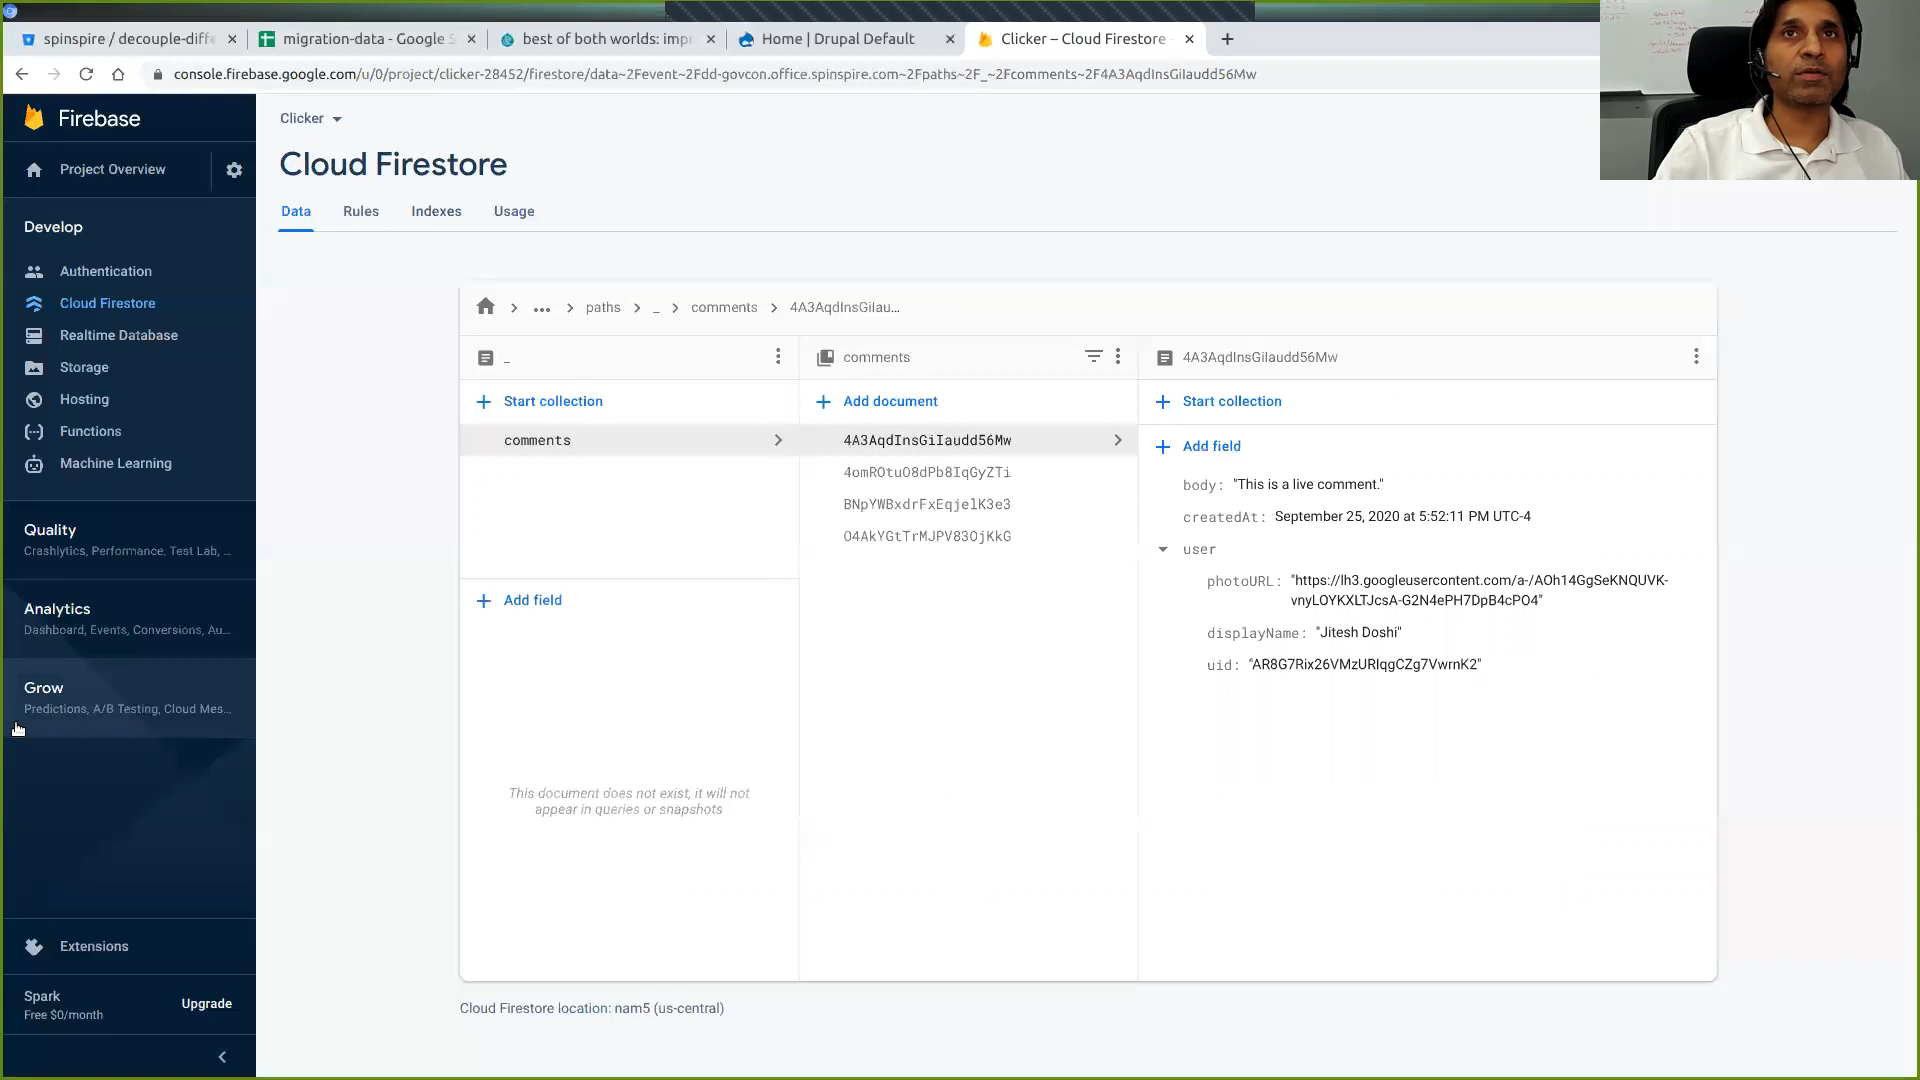 spinspire / decouple-diffe
migration-data - Google S
best of both worlds: impr
Home | Drupal Default
Clicker – Cloud Firestore -
console.firebase.google.com/u/0/project/clicker-28452/firestore/data~2Fevent~2Fdd-govcon.office.spinspire.com~2Fpaths~2F_~2Fcomments~2F4A3AqdInsGiIaudd56Mw
Firebase
Project Overview
Develop
Authentication
Cloud Firestore
Realtime Database
Storage
Hosting
Functions
Machine Learning
Quality
Crashlytics, Performance, Test Lab, ...
Analytics
Dashboard, Events, Conversions, Au...
Grow
Predictions, A/B Testing, Cloud Mes...
Extensions
Spark
Free $0/month
Upgrade
Clicker
Cloud Firestore
Data Rules Indexes Usage
... paths _ comments 4A3AqdInsGiIau...
_
Start collection
comments
Add field
This document does not exist, it will not
appear in queries or snapshots
comments
Add document
4A3AqdInsGiIaudd56Mw
4omROtuO8dPb8IqGyZTi
BNpYWBxdrFxEqjelK3e3
O4AkYGtTrMJPV83OjKkG
4A3AqdInsGiIaudd56Mw
Start collection
Add field
body: "This is a live comment."
createdAt: September 25, 2020 at 5:52:11 PM UTC-4
user
photoURL: "https://lh3.googleusercontent.com/a-/AOh14GgSeKNQUVK-
vnyLOYKXLTJcsA-G2N4ePH7DpB4cPO4"
displayName: "Jitesh Doshi"
uid: "AR8G7Rix26VMzURlqgCZg7VwrnK2"
Cloud Firestore location: nam5 (us-central)